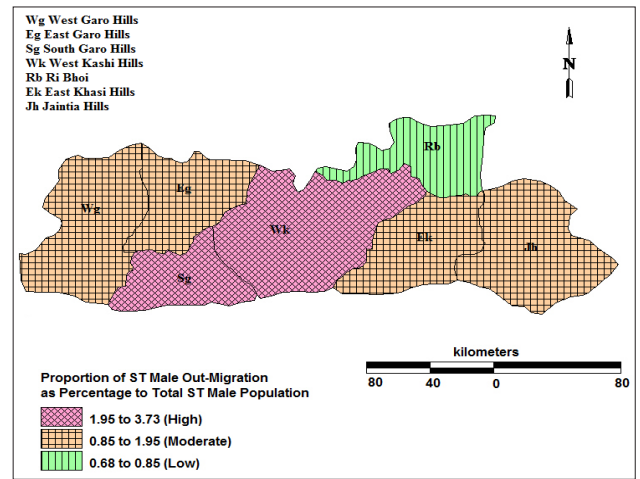 Wg West Garo Hills
Eg East Garo Hills
Sg South Garo Hills
Wk West Kashi Hills
Rb Ri Bhoi
Ek East Khasi Hills
Jh Jaintia Hills
N
Rb
Eg
Wg
Wk
Ek
Jh
Sg
kilometers
80 40 0 80
Proportion of ST Male Out-Migration
as Percentage to Total ST Male Population
1.95 to 3.73 (High)
0.85 to 1.95 (Moderate)
0.68 to 0.85 (Low)